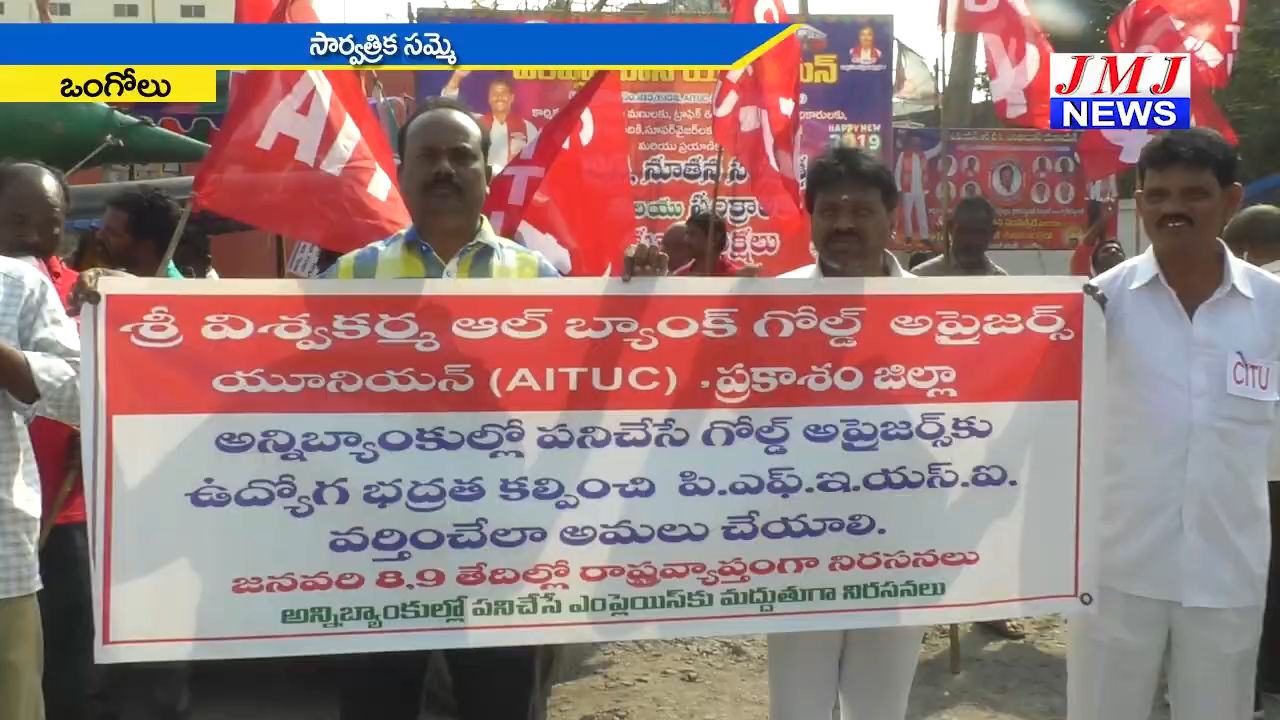 సార్వత్రిక సమ్మె
ఒంగోలు
JMJ
NEWS
HAPPY NEW
2019
నూతన
శ్రీ విశ్వకర్మ ఆల్ బ్యాంక్ గోల్డ్ అప్రైజర్స్
యూనియన్ (AITUC) , ప్రకాశం జిల్లా
అన్నిబ్యాంకుల్లో పనిచేసే గోల్డ్ అప్రైజర్స్‌కు
ఉద్యోగ భద్రత కల్పించి పి.ఎఫ్.ఇ.యస్.ఐ.
వర్తించేలా అమలు చేయాలి.
జనవరి 8,9 తేదిల్లో రాష్ట్రవ్యాప్తంగా నిరసనలు
అన్నిబ్యాంకుల్లో పనిచేసే ఎంప్లెయిస్‌కు మద్దుతుగా నిరసనలు
CITU